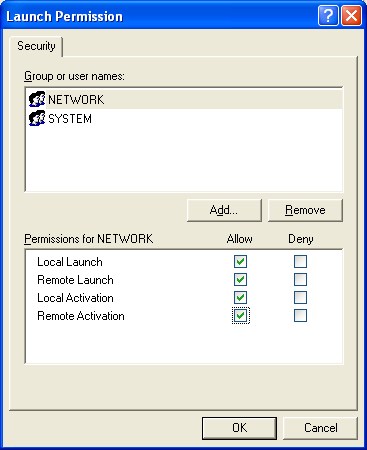 Launch Permission
Security
Group or user names:
NETWORK
SYSTEM
Add...
Remove
Permissions for NETWORK Allow Deny
Local Launch
Remote Launch
Local Activation
Remote Activation
OK
Cancel